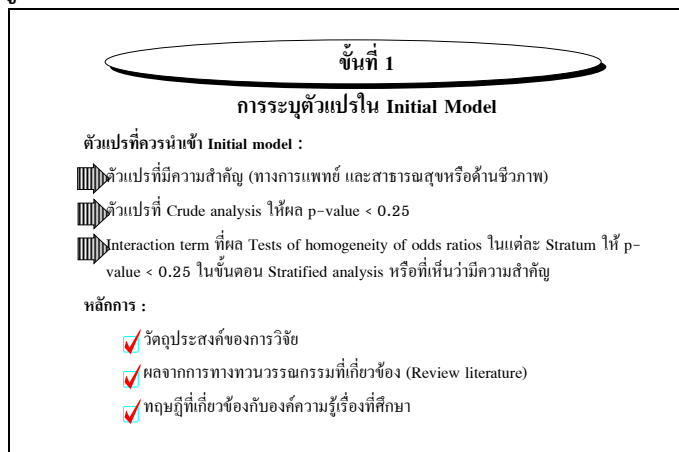 ขั้นที่ 1
การระบุตัวแปรใน Initial Model
ตัวแปรที่ควรนำเข้า Initial model :
ตัวแปรที่มีความสำคัญ (ทางการแพทย์ และสาธารณสุขหรือด้านชีวภาพ)
ตัวแปรที่ Crude analysis ให้ผล p-value < 0.25
Interaction term ที่ผล Tests of homogeneity of odds ratios ในแต่ละ Stratum ให้ p-
value < 0.25 ในขั้นตอน Stratified analysis หรือที่เห็นว่ามีความสำคัญ
หลักการ :
วัตถุประสงค์ของการวิจัย
ผลจากการทางทวนวรรณกรรมที่เกี่ยวข้อง (Review literature)
ทฤษฎีที่เกี่ยวข้องกับองค์ความรู้เรื่องที่ศึกษา